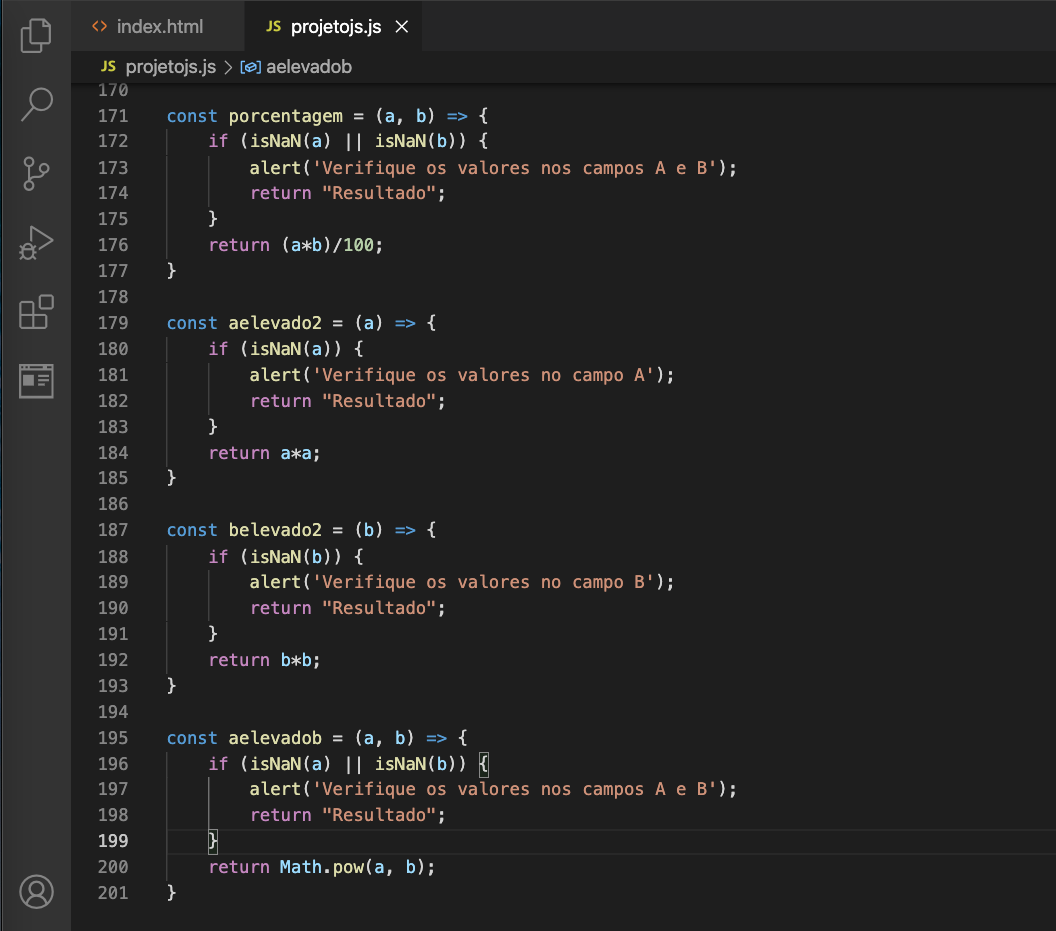 index.html JS projetojs.js
JS projetojs.js > aelevadob
170
171 const porcentagem = (a, b) => {
172 if (isNaN(a) || isNaN(b)) {
173 alert('Verifique os valores nos campos A e B');
174 return "Resultado";
175 }
176 return (a*b)/100;
177 }
178
179 const aelevado2 = (a) => {
180 if (isNaN(a)) {
181 alert('Verifique os valores no campo A');
182 return "Resultado";
183 }
184 return a*a;
185 }
186
187 const belevado2 = (b) => {
188 if (isNaN(b)) {
189 alert('Verifique os valores no campo B');
190 return "Resultado";
191 }
192 return b*b;
193 }
194
195 const aelevadob = (a, b) => {
196 if (isNaN(a) || isNaN(b)) {
197 alert('Verifique os valores nos campos A e B');
198 return "Resultado";
199 }
200 return Math.pow(a, b);
201 }